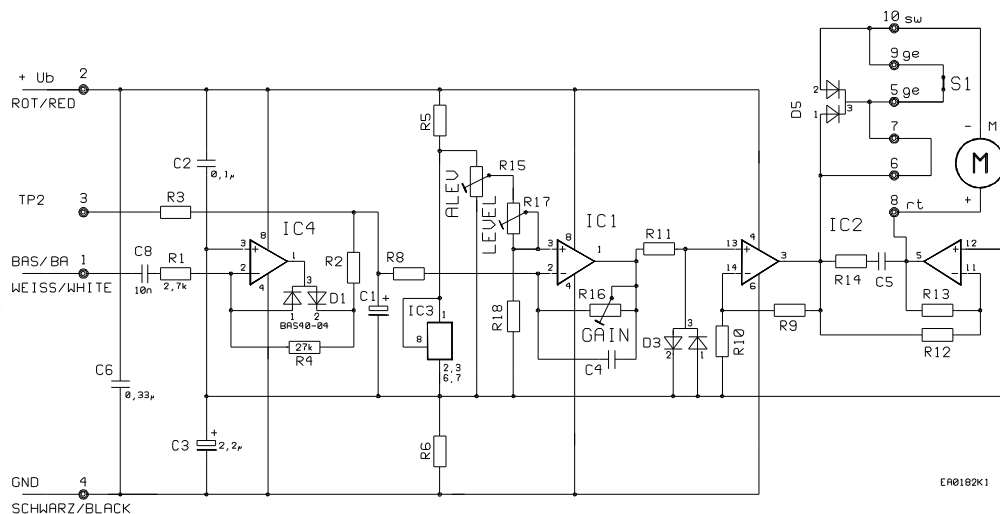 10 sw
9 ge
S1
5 ge
7
6
8 rt
- M
M
+
D5
2
1
3
+ Ub 2
ROT/RED
R5
C2
0,1µ
TP2 3
R3
IC4
ALEV
R15
LEVEL
R17
IC1
IC2
BAS/BA 1
WEISS/WHITE
C8
10n
R1
2,7k
3
2
8
4
1
3
1
2
D1
BAS40-04
27k
R4
R2
C1 +
R8
IC3
1
8
2,3
6,7
R18
3
2
8
4
1
R11
R16
GAIN
C4
D3
3
2
1
R10
13
14
4
6
3
R9
R14
C5
5
12
11
R13
R12
C6
0,33µ
C3 +
2,2µ
R6
GND 4
SCHWARZ/BLACK
EA0182K1